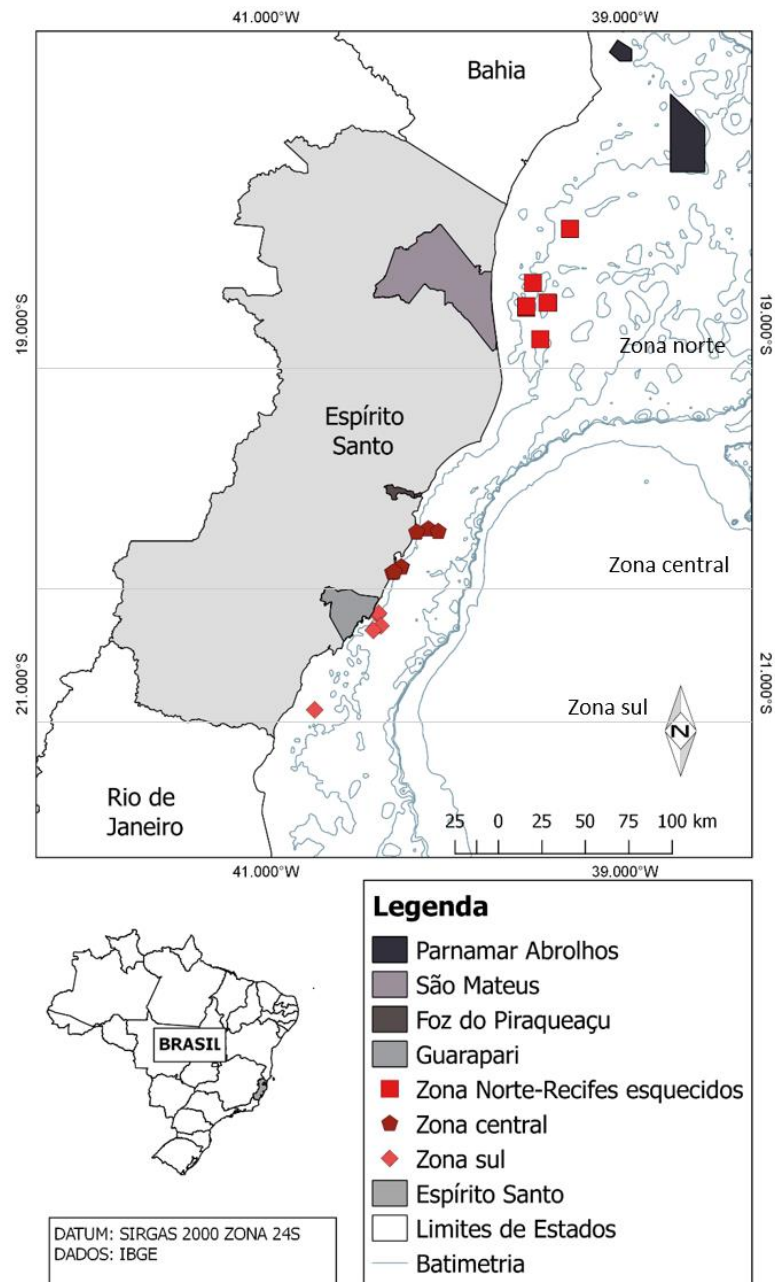 41.000°W
39.000°W
Bahia
19.000°S
19.000°S
Zona norte
Espírito
Santo
Zona central
21.000°S
21.000°S
Zona sul
N
Rio de
Janeiro
25 0 25 50 75 100 km
41.000°W
39.000°W
Legenda
Parnamar Abrolhos
São Mateus
Foz do Piraqueaçu
Guarapari
Zona Norte-Recifes esquecidos
Zona central
Zona sul
Espírito Santo
Limites de Estados
Batimetria
BRASIL
DATUM: SIRGAS 2000 ZONA 24S
DADOS: IBGE